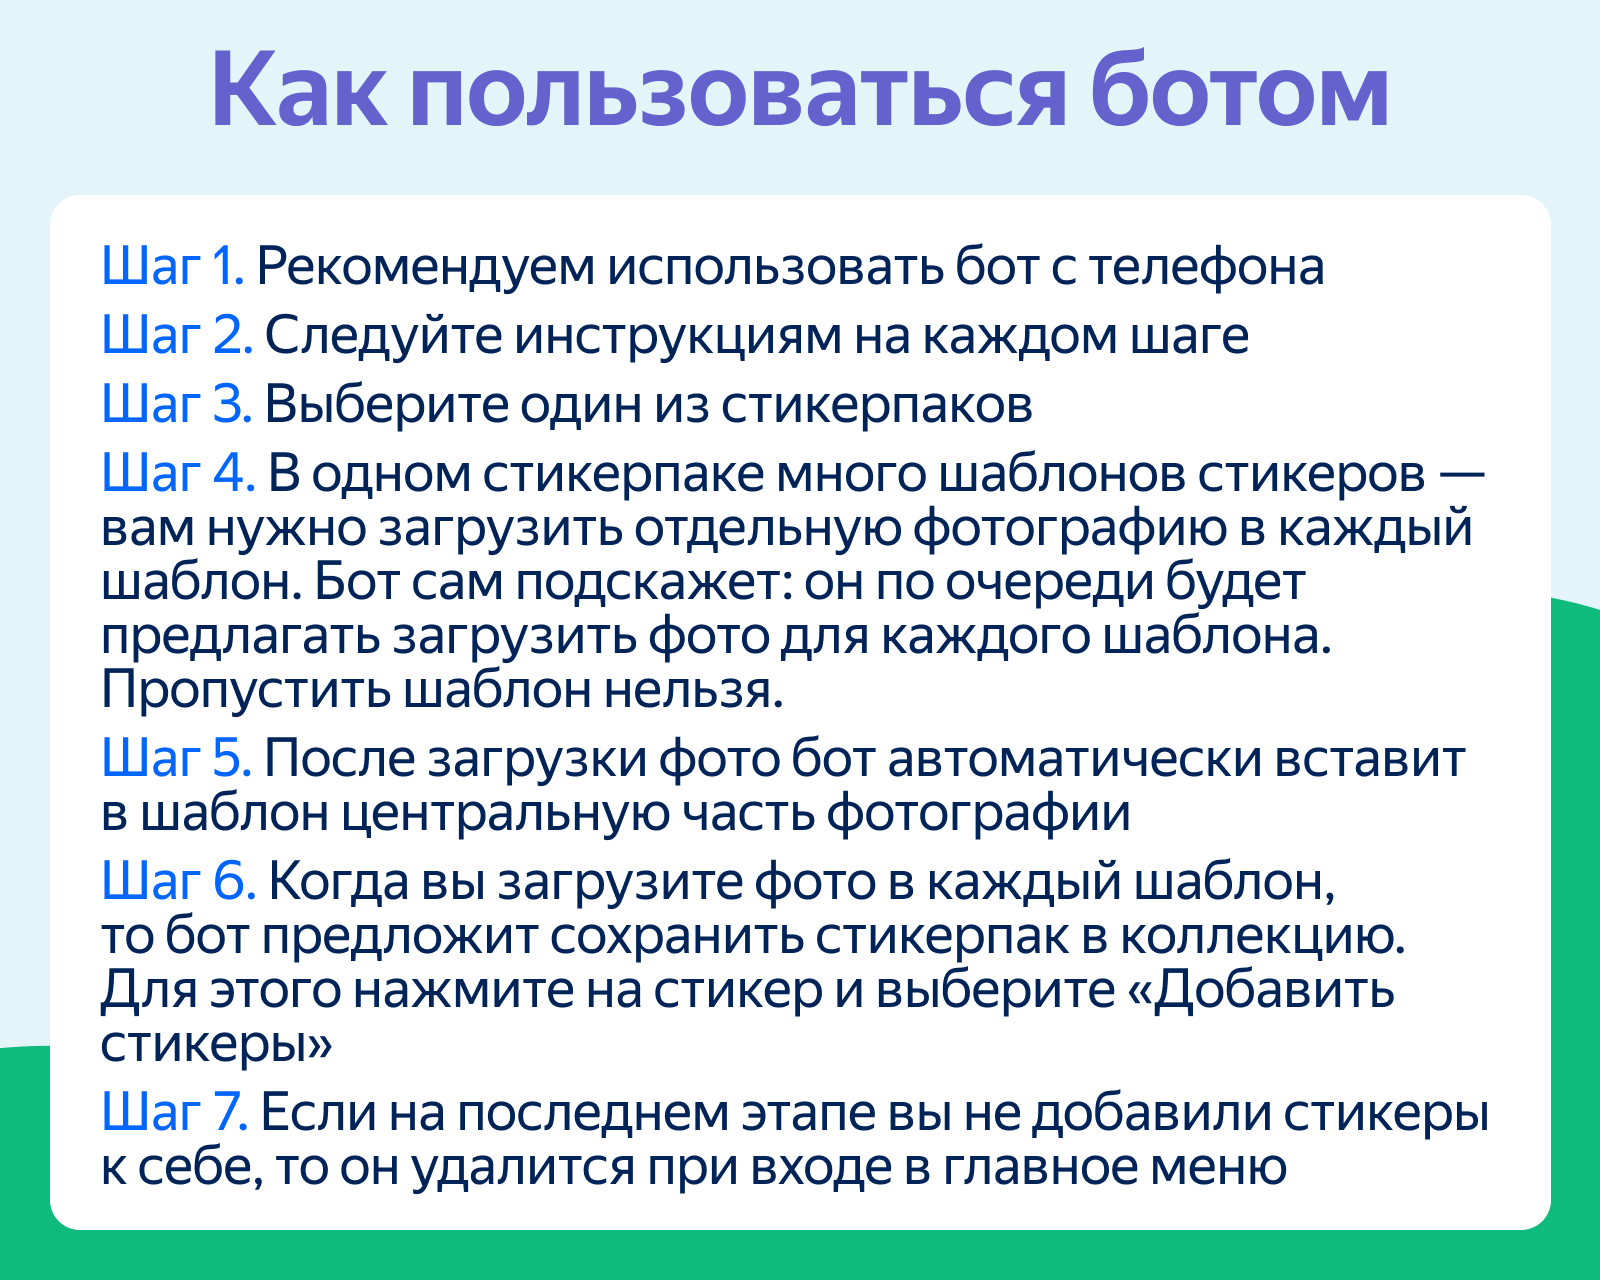 Как пользоваться ботом
Шаг 1. Рекомендуем использовать бот с телефона
Шаг 2. Следуйте инструкциям на каждом шаге
Шаг 3. Выберите один из стикерпаков
Шаг 4. В одном стикерпаке много шаблонов стикеров —
вам нужно загрузить отдельную фотографию в каждый
шаблон. Бот сам подскажет: он по очереди будет
предлагать загрузить фото для каждого шаблона.
Пропустить шаблон нельзя.
Шаг 5. После загрузки фото бот автоматически вставит
в шаблон центральную часть фотографии
Шаг 6. Когда вы загрузите фото в каждый шаблон,
то бот предложит сохранить стикерпак в коллекцию.
Для этого нажмите на стикер и выберите «Добавить
стикеры»
Шаг 7. Если на последнем этапе вы не добавили стикеры
к себе, то он удалится при входе в главное меню